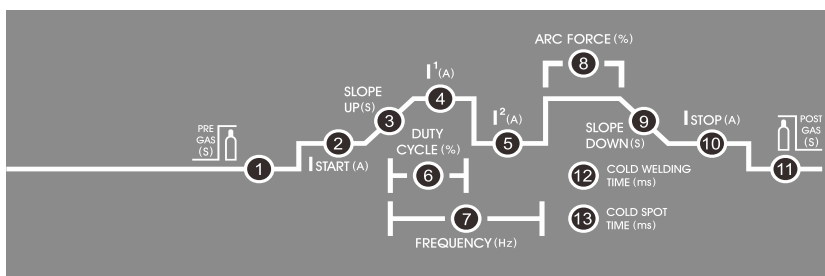 ARC FORCE (%)
8
I¹(A)
SLOPE
UP(S)
3
4
I²(A)
PRE
GAS
(S)
1
2
I START (A)
DUTY
CYCLE (%)
6
5
SLOPE
DOWN(S)
9
I STOP (A)
10
POST
GAS
(S)
11
12
COLD WELDING
TIME (ms)
7
FREQUENCY (Hz)
13
COLD SPOT
TIME (ms)